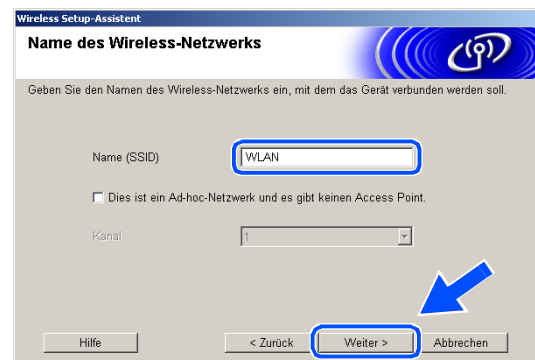 Wireless Setup-Assistent
Name des Wireless-Netzwerks
Geben Sie den Namen des Wireless-Netzwerks ein, mit dem das Gerät verbunden werden soll.
Name (SSID) WLAN
Dies ist ein Ad-hoc-Netzwerk und es gibt keinen Access Point.
Kanal 1
Hilfe < Zurück Weiter > Abbrechen